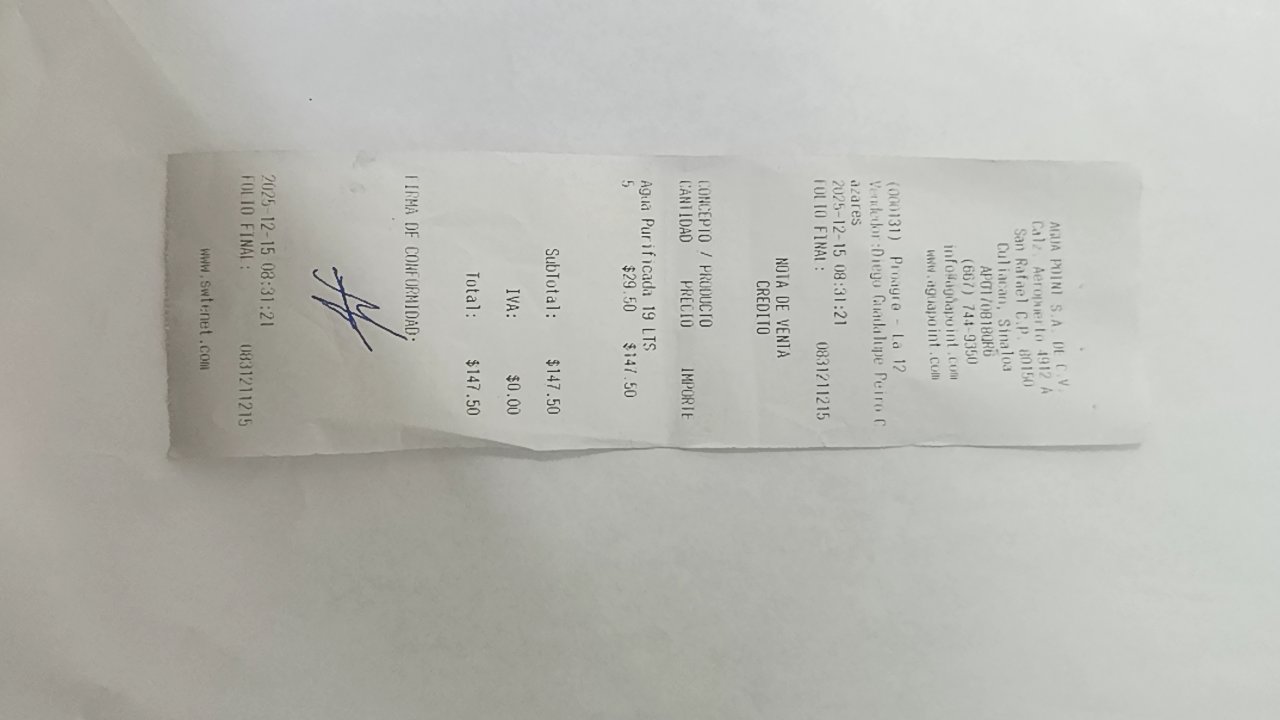 AGUA POINT S.A. DE C.V.
Calz. Aeropuerto 4912 A
San Rafael C.P. 80150
Culiacan, Sinaloa
APO170818QR6
(667) 744-9350
info@aguapoint.com
www.aguapoint.com
(000131) Proagro - La 12
Vendedor:Diego Guadalupe Peiro C
azares
2025-12-15 08:31:21
FOLIO FINAL: 0831211215
NOTA DE VENTA
CREDITO
CONCEPTO / PRODUCTO
CANTIDAD PRECIO IMPORTE
Agua Purificada 19 LTS
5 $29.50 $147.50
SubTotal: $147.50
IVA: $0.00
Total: $147.50
FIRMA DE CONFORMIDAD:
2025-12-15 08:31:21
FOLIO FINAL: 0831211215
www.swtenet.com